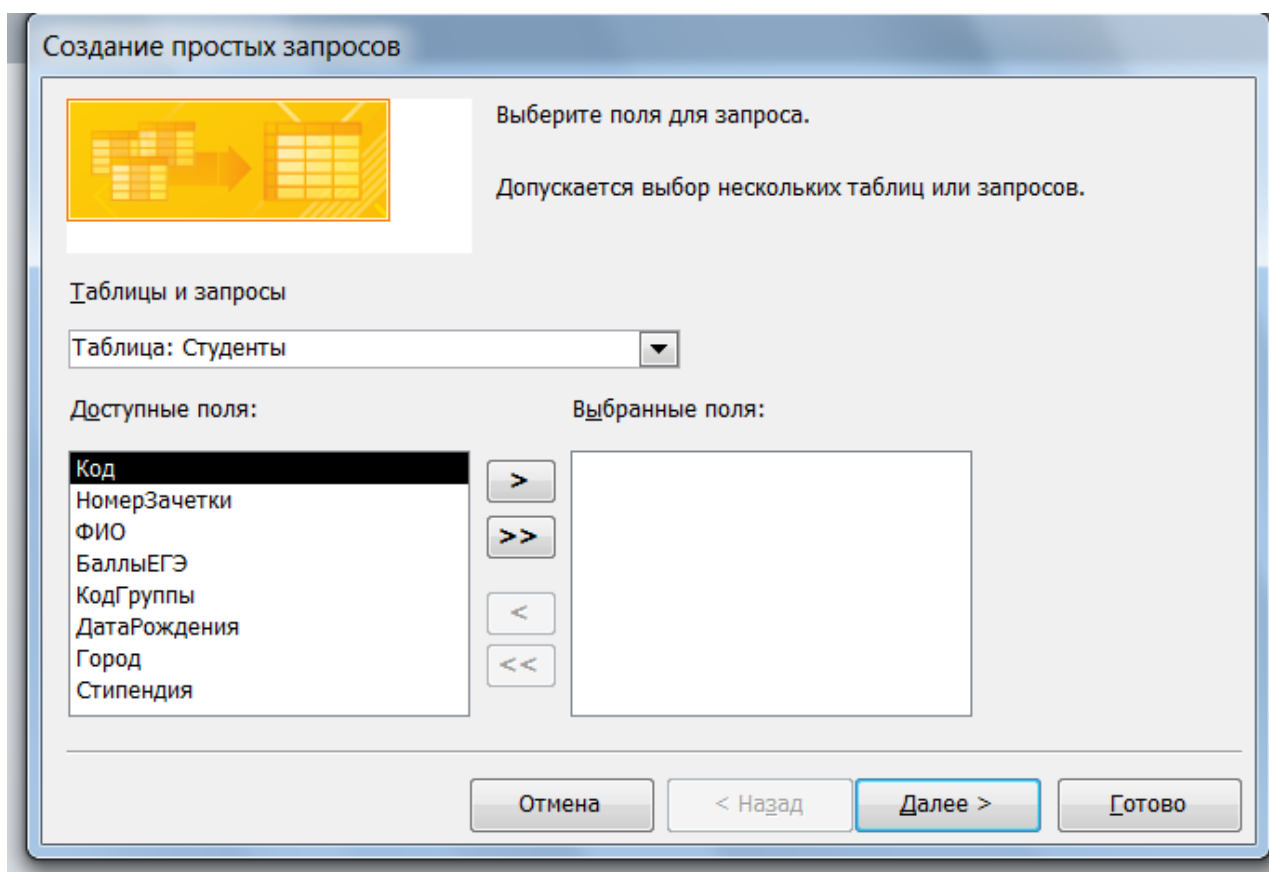 Создание простых запросов
Выберите поля для запроса.
Допускается выбор нескольких таблиц или запросов.
Таблицы и запросы
Таблица: Студенты
Доступные поля:
Выбранные поля:
Код
НомерЗачетки
ФИО
БаллыЕГЭ
КодГруппы
ДатаРождения
Город
Стипендия
>
>>
<
<<
Отмена
< Назад
Далее >
Готово